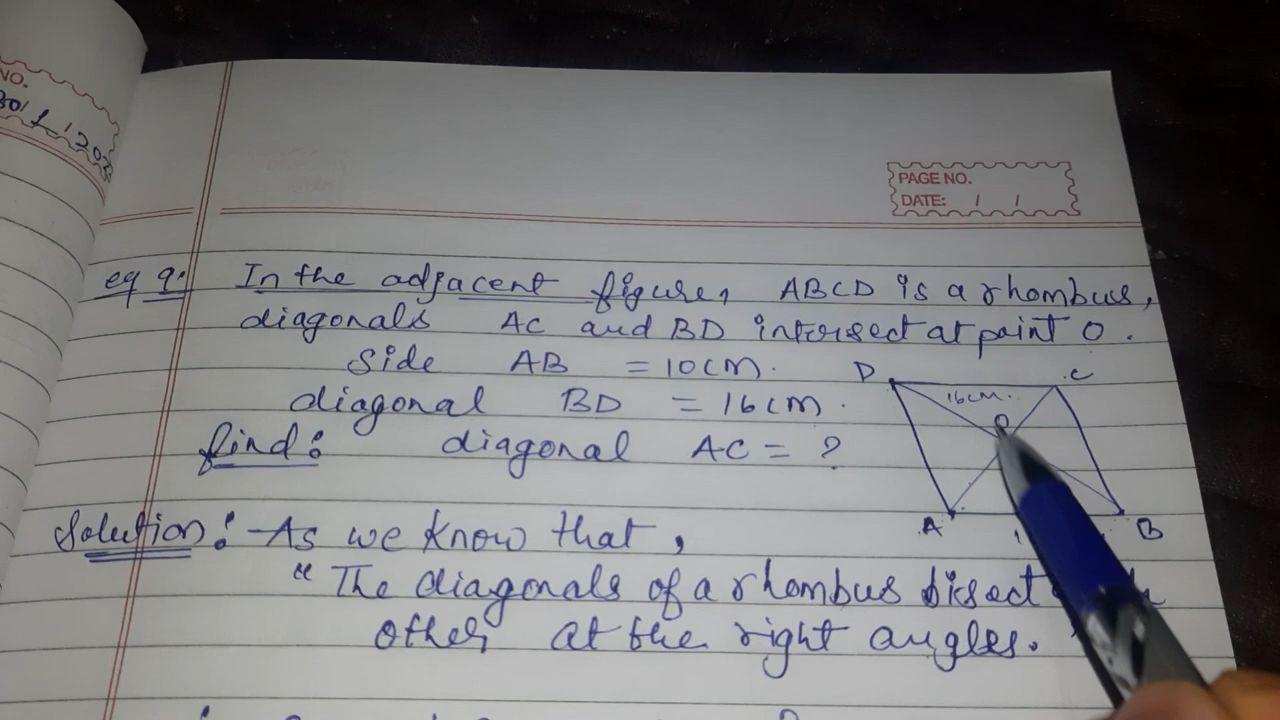 NO.
PAGE NO.
DATE: / /
eg 9: In the adjacent figure, ABCD is a rhombus,
diagonals AC and BD intersect at point O.
Side AB = 10cm.
diagonal BD = 16cm.
find: diagonal AC = ?
D C
16cm.
O
A B
Solution: As we know that,
"The diagonals of a rhombus bisect
other at the right angles.